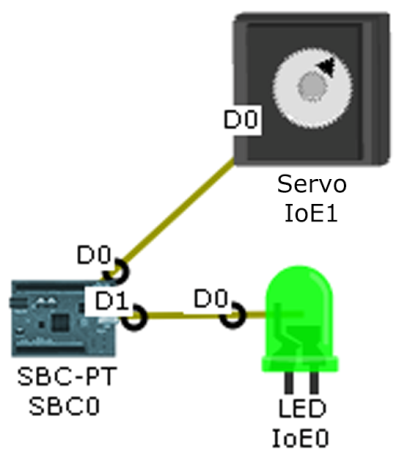 D0
Servo
IoE1
D0
D1
D0
SBC-PT
SBC0
LED
IoE0